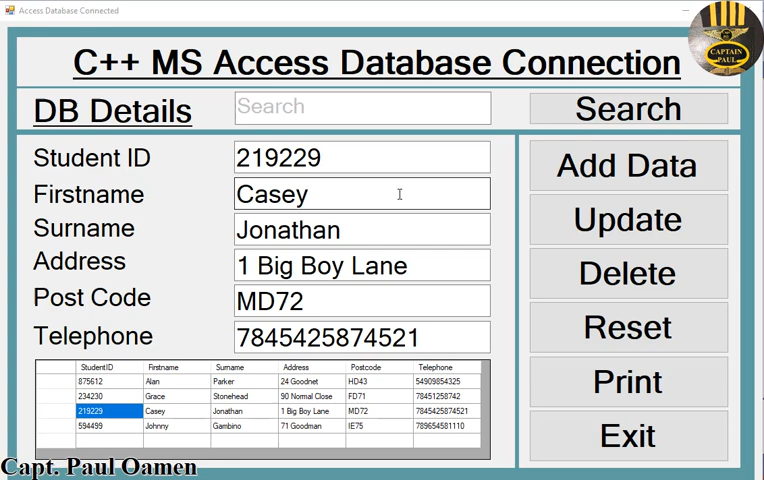 Access Database Connected
C++ MS Access Database Connection
CAPTAIN
PAUL
DB Details Search Search
Student ID 219229 Add Data
Firstname Casey
Surname Jonathan Update
Address 1 Big Boy Lane Delete
Post Code MD72
Telephone 7845425874521 Reset
StudentID Firstname Surname Address Postcode Telephone
875612 Alan Parker 24 Goodnet HD43 54909854325
234230 Grace Stonehead 90 Normal Close FD71 78451258742
219229 Casey Jonathan 1 Big Boy Lane MD72 7845425874521
594499 Johnny Gambino 71 Goodman IE75 789654581110
Print
Exit
Capt. Paul Oamen